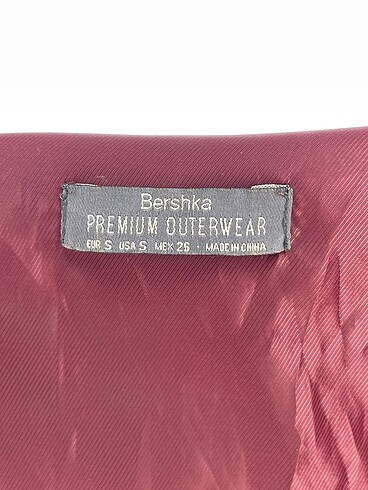 Bershka
PREMIUM OUTERWEAR
EUR S USA S MEX 26 · MADE IN CHINA